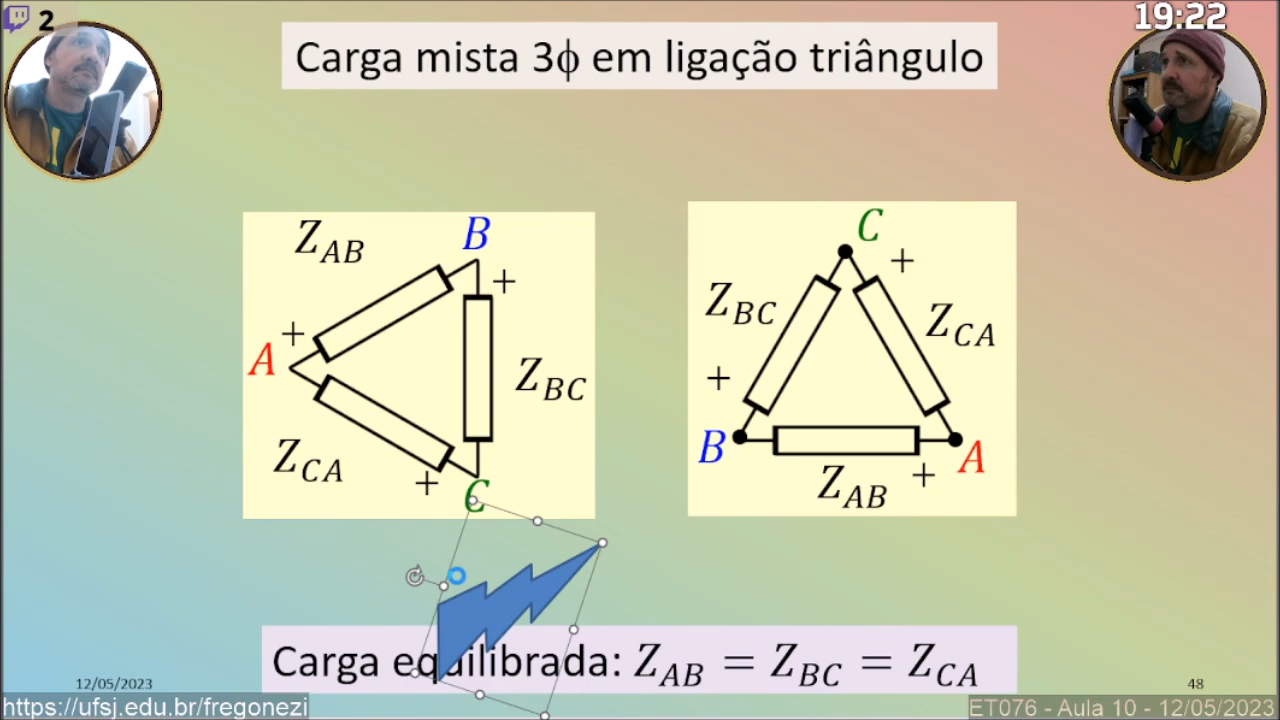 2
19:22
Carga mista 3ϕ em ligação triângulo
Z_AB
B
+
+
A
Z_BC
Z_CA
+
C
C
+
Z_BC
Z_CA
+
B
A
Z_AB
+
Carga equilibrada: Z_AB = Z_BC = Z_CA
12/05/2023
48
https://ufsj.edu.br/fregonezi
ET076 - Aula 10 - 12/05/2023